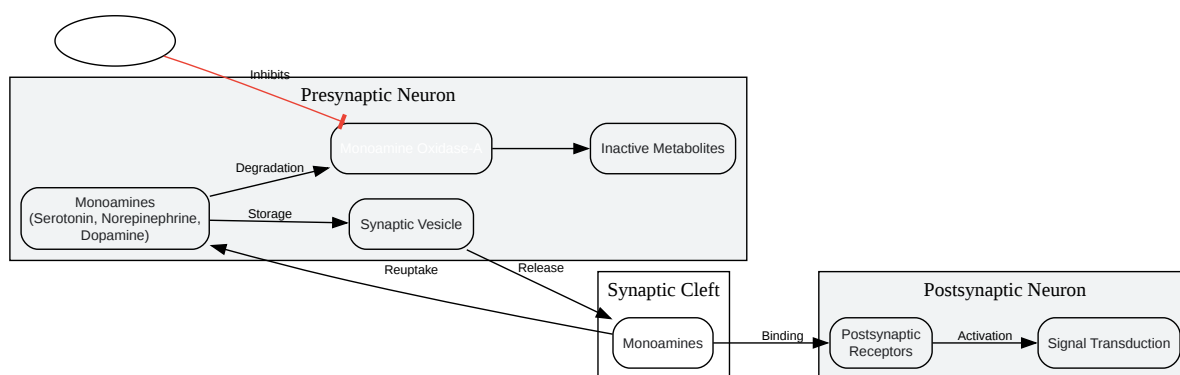 Inhibits
Presynaptic Neuron
Monoamine Oxidase-A
Inactive Metabolites
Degradation
Monoamines
(Serotonin, Norepinephrine,
Dopamine)
Storage
Synaptic Vesicle
Reuptake
Release
Synaptic Cleft
Monoamines
Binding
Postsynaptic Neuron
Postsynaptic
Receptors
Activation
Signal Transduction